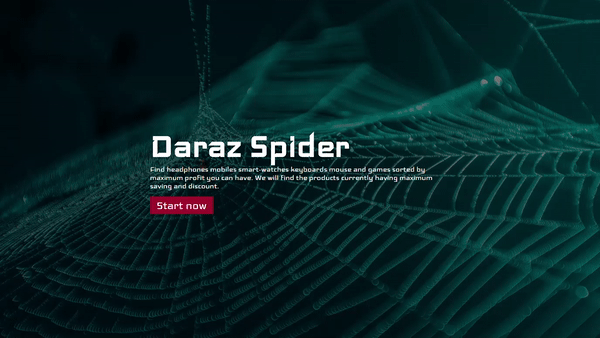 Daraz Spider
Find headphones mobiles smart-watches keyboards mouse and games sorted by
maximum profit you can have. We will find the products currently having maximum
saving and discount.
Start now